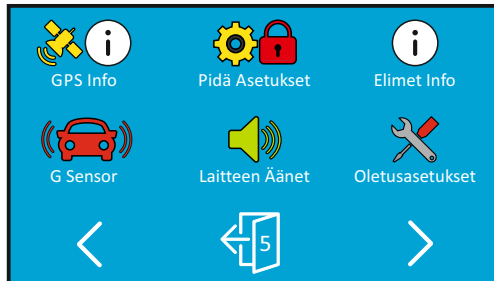 i
i
GPS Info
Pidä Asetukset
Elimet Info
G Sensor
Laitteen Äänet
Oletusasetukset
5